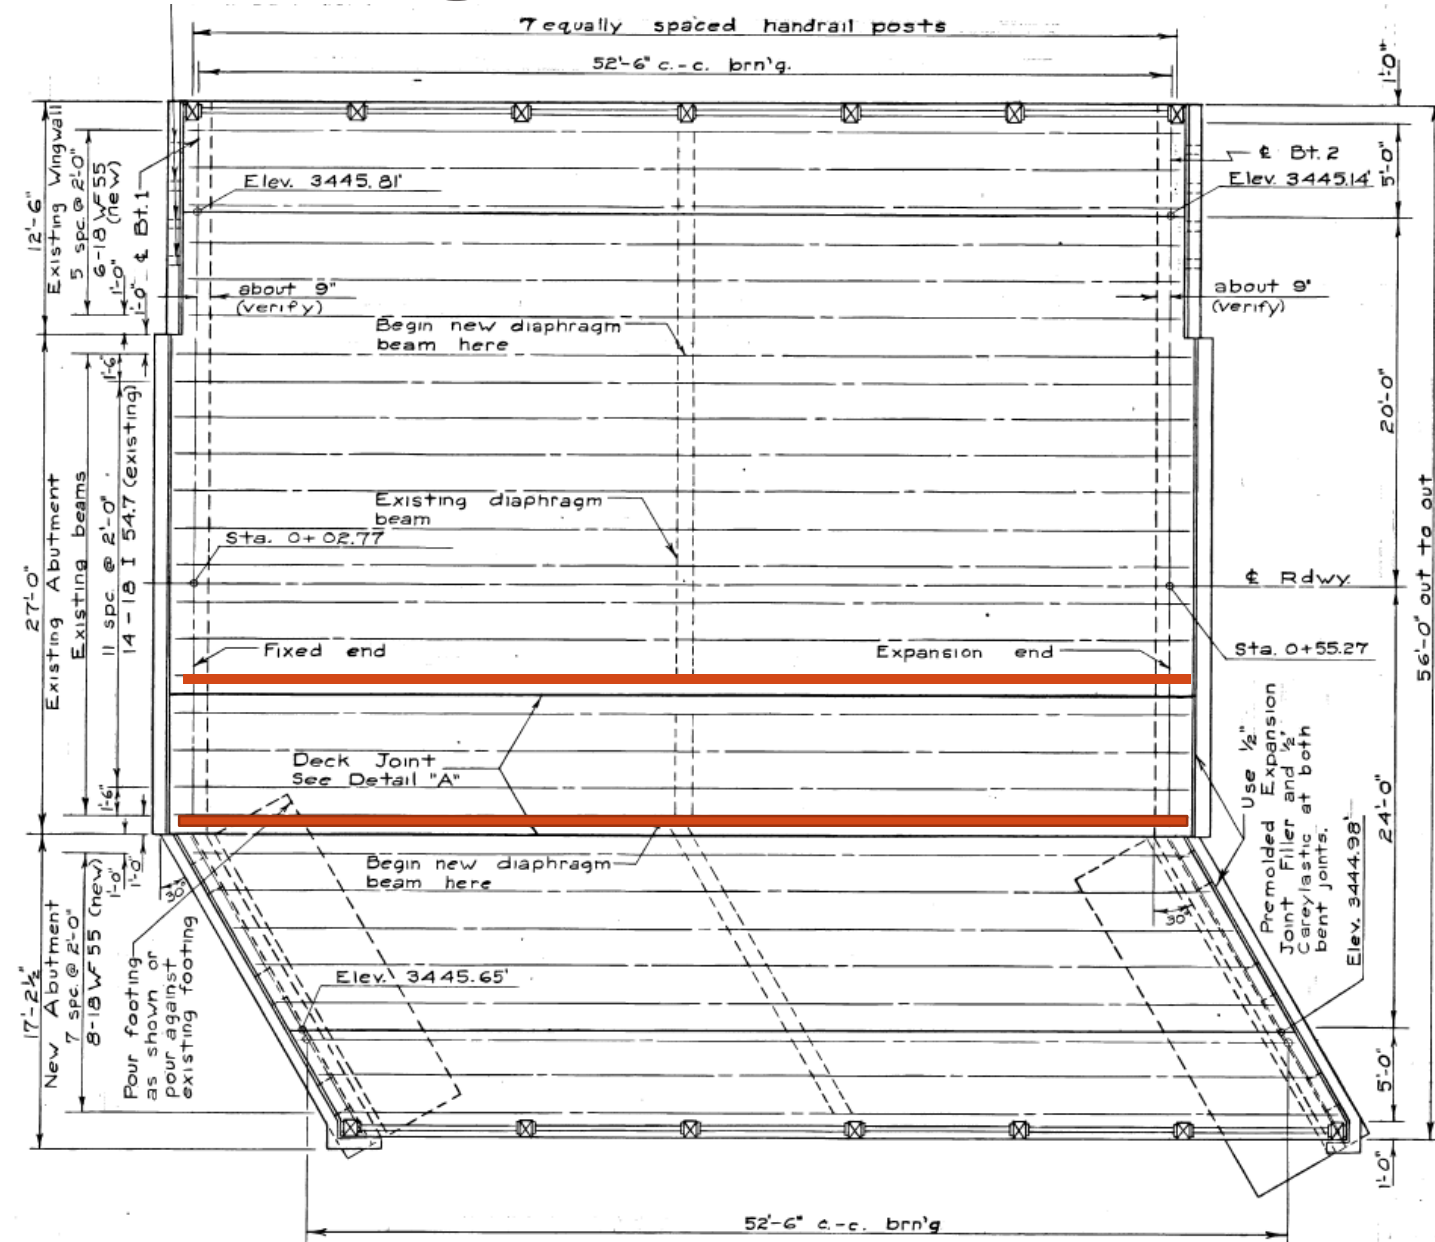 7 equally spaced handrail posts
52'-6" c.-c. brn'g.
1'-0"
12'-6"
Existing Wingwall
5 spc. @ 2'-0"
6-18 WF 55
(new)
1'-0"
1'-0"
℄ Bt. 1
Elev. 3445.81'
℄ Bt. 2
Elev. 3445.14'
5'-0"
about 9"
(verify)
about 9"
(verify)
Begin new diaphragm
beam here
27'-0"
Existing Abutment
Existing beams
1'-6"
11 spc. @ 2'-0"
14 - 18 I 54.7 (existing)
1'-6"
20'-0"
Existing diaphragm
beam
Sta. 0+02.77
℄ Rdwy.
56'-0" out to out
Fixed end
Expansion end
Sta. 0+55.27
Deck Joint
See Detail "A"
Use ½"
Premolded Expansion
Joint Filler and ½"
Careylastic at both
bent joints.
24'-0"
Begin new diaphragm
beam here
17'-2½"
New Abutment
7 spc. @ 2'-0"
8-18 WF 55 (new)
1'-0"
1'-0"
30°
30°
Pour footing
as shown or
pour against
existing footing
Elev. 3445.65'
Elev. 3444.98'
5'-0"
1'-0"
52'-6" c.-c. brn'g